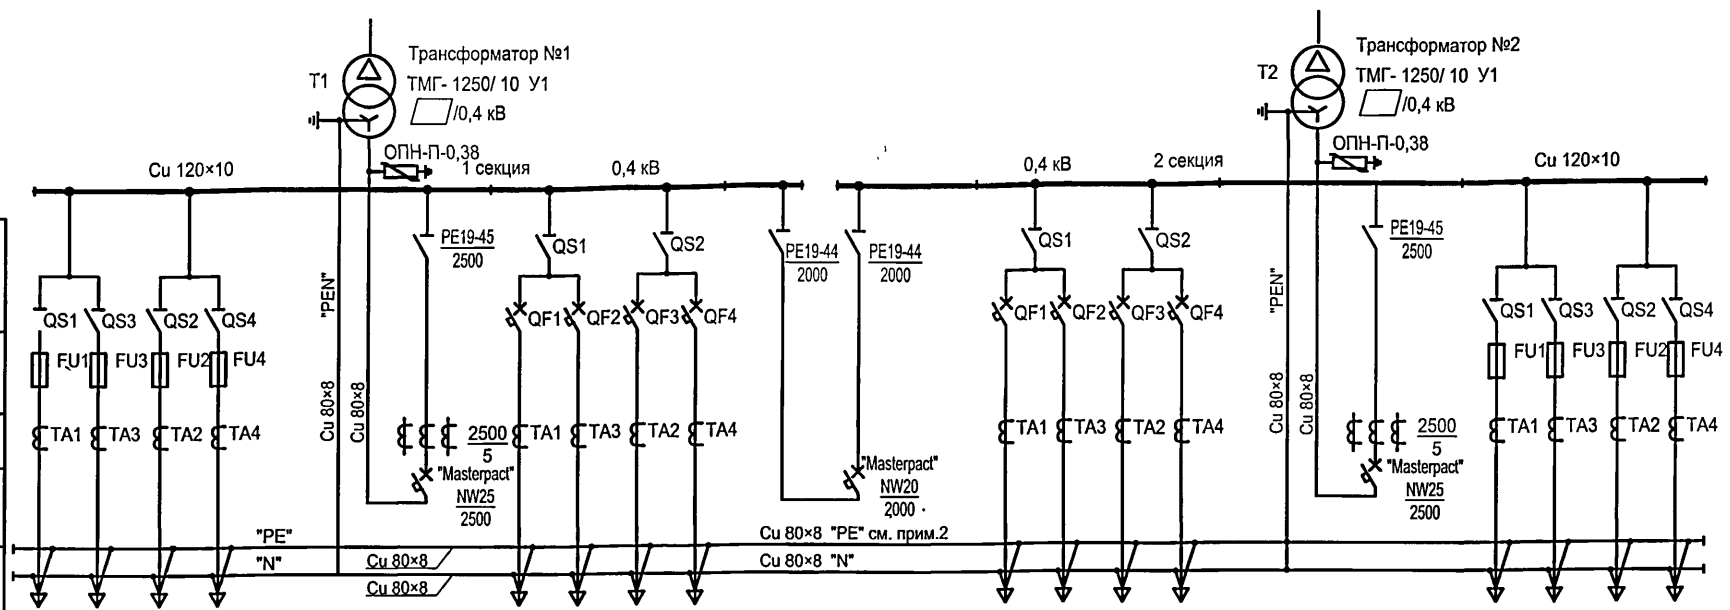 Трансформатор №1
Т1
ТМГ- 1250/ 10 У1
/0,4 кВ
ОПН-П-0,38
Cu 120×10
1 секция
0,4 кВ
Трансформатор №2
Т2
ТМГ- 1250/ 10 У1
/0,4 кВ
ОПН-П-0,38
0,4 кВ
2 секция
Cu 120×10
PE19-45
2500
QS1
QS2
PE19-44
2000
PE19-44
2000
QS1
QS2
PE19-45
2500
"PEN"
"PEN"
QS1
QS3
QS2
QS4
QF1
QF2
QF3
QF4
QF1
QF2
QF3
QF4
QS1
QS3
QS2
QS4
FU1
FU3
FU2
FU4
FU1
FU3
FU2
FU4
Cu 80×8
Cu 80×8
Cu 80×8
Cu 80×8
TA1
TA3
TA2
TA4
2500
5
TA1
TA3
TA2
TA4
TA1
TA3
TA2
TA4
2500
5
TA1
TA3
TA2
TA4
"Masterpact"
NW25
2500
"Masterpact"
NW20
2000
"Masterpact"
NW25
2500
"PE"
Cu 80×8 "PE" см. прим.2
"N"
Cu 80×8
Cu 80×8 "N"
Cu 80×8